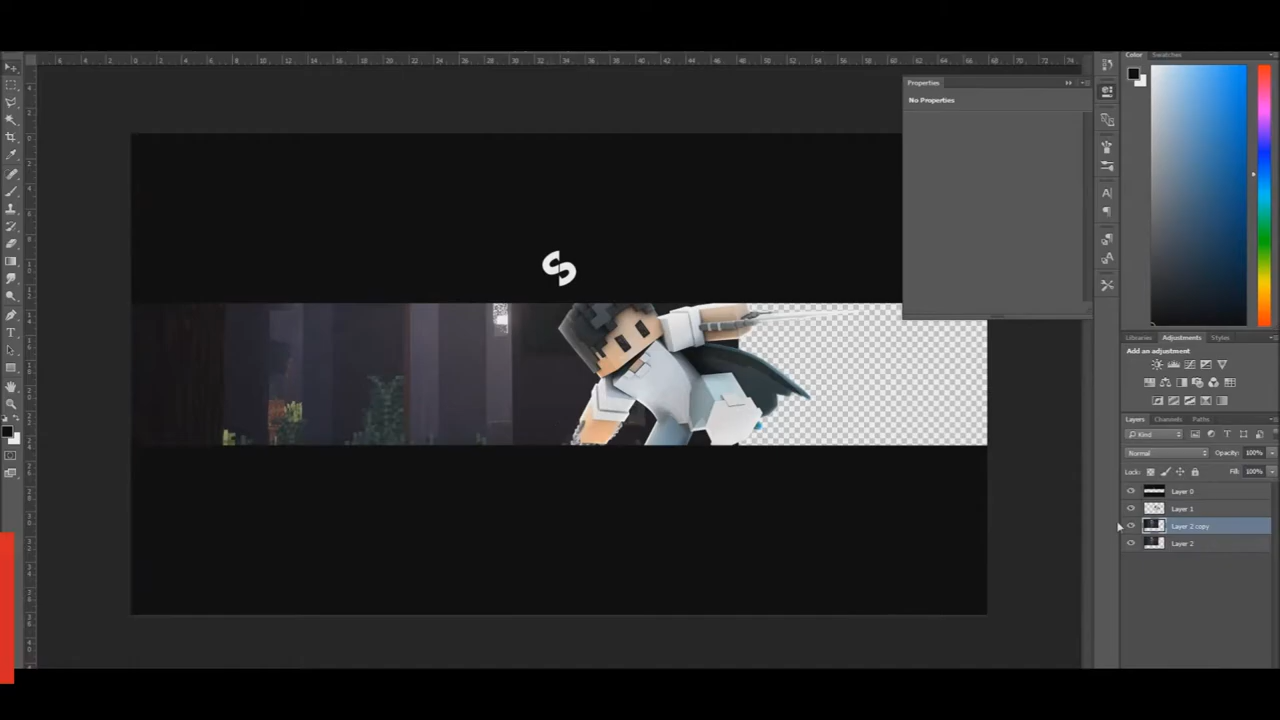 Color Swatches
Properties
No Properties
S
Libraries Adjustments Styles
Add an adjustment
Layers Channels Paths
Kind
Normal Opacity: 100%
Lock: Fill: 100%
Layer 0
Layer 1
Layer 2 copy
Layer 2